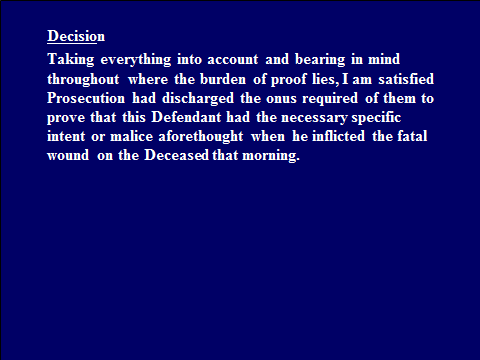 Decision
Taking everything into account and bearing in mind
throughout where the burden of proof lies, I am satisfied
Prosecution had discharged the onus required of them to
prove that this Defendant had the necessary specific
intent or malice aforethought when he inflicted the fatal
wound on the Deceased that morning.